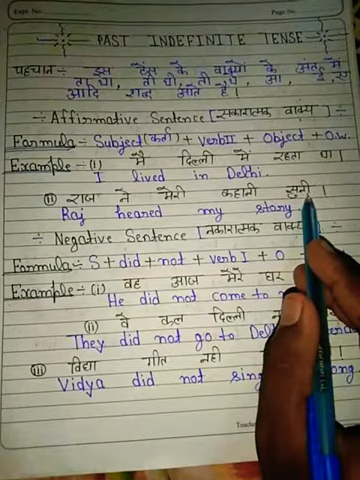 Page No.
PAST INDEFINITE TENSE
पहचान:- इस टेंस के वाक्यों के अंत में
ता था, ती थी, ते थे, आ, ई, ए
आदि शब्द आते हैं।
÷ Affirmative Sentence [सकारात्मक वाक्य] ÷
Formula ÷ Subject (कर्ता) + verb II + Object + O.w.
Example ÷ (i) मैं दिल्ली में रहता था।
I lived in Delhi.
(ii) राज ने मेरी कहानी सुनी।
Raj heared my story
÷ Negative Sentence [नकारात्मक वाक्य
Formula ÷ S + did + not + verb I + O
Example ÷ (i) वह आज मेरे घर
He did not come to
(ii) वे कल दिल्ली
They did not go to
(iii) विद्या गीत नही
Vidya did not